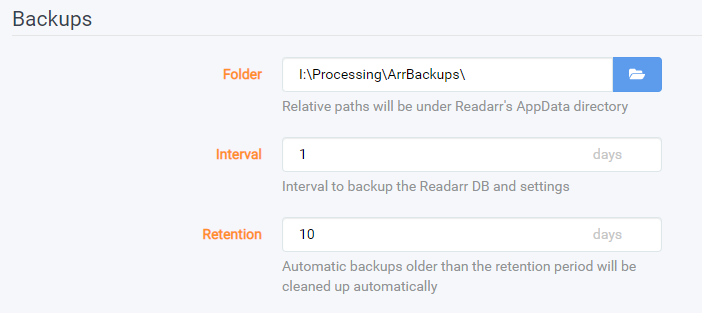 Backups
Folder I:\Processing\ArrBackups\
Relative paths will be under Readarr's AppData directory
Interval 1 days
Interval to backup the Readarr DB and settings
Retention 10 days
Automatic backups older than the retention period will be
cleaned up automatically